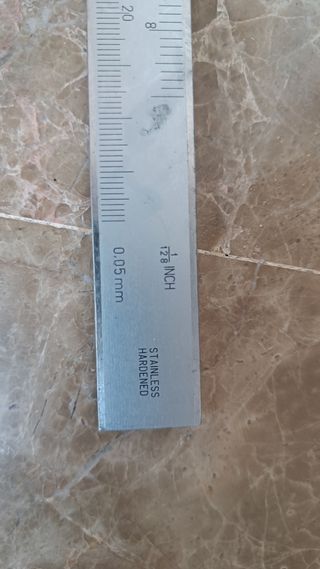 20
8
0.05mm
1/128 INCH
STAINLESS
HARDENED